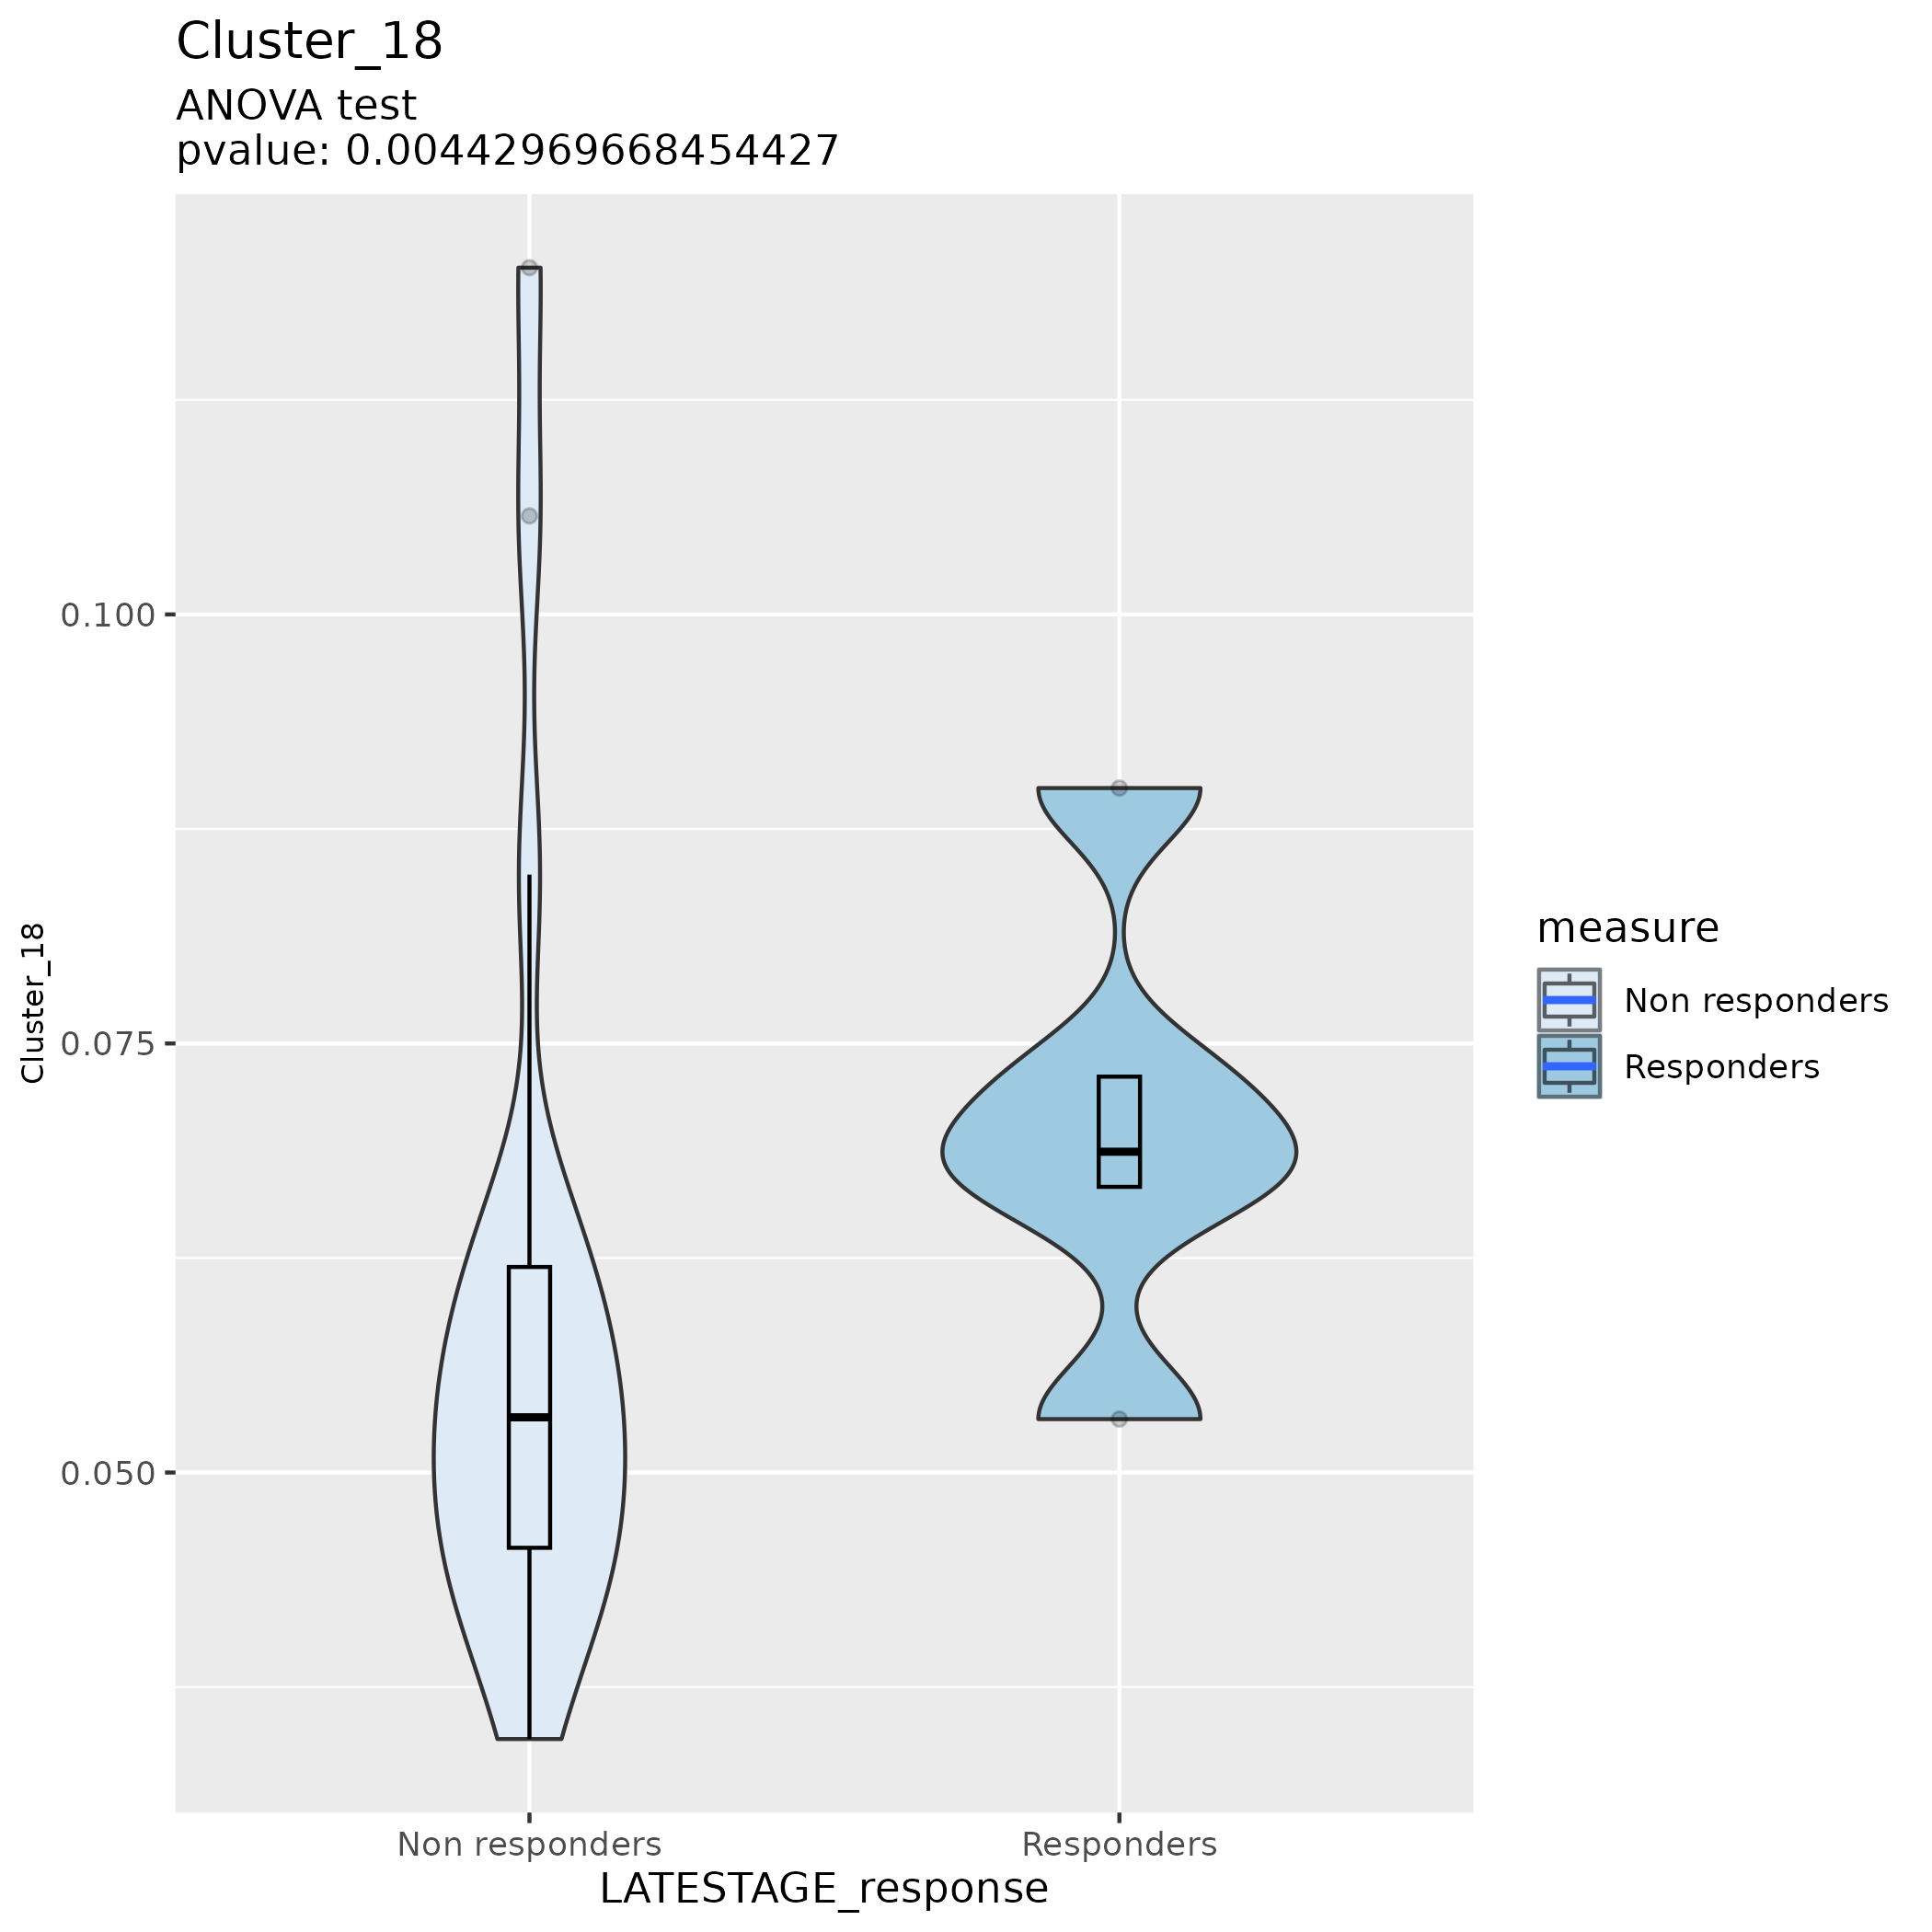 Cluster_18
ANOVA test
pvalue: 0.00442969668454427
Cluster_18
0.100
0.075
0.050
Non responders
Responders
LATESTAGE_response
measure
Non responders
Responders